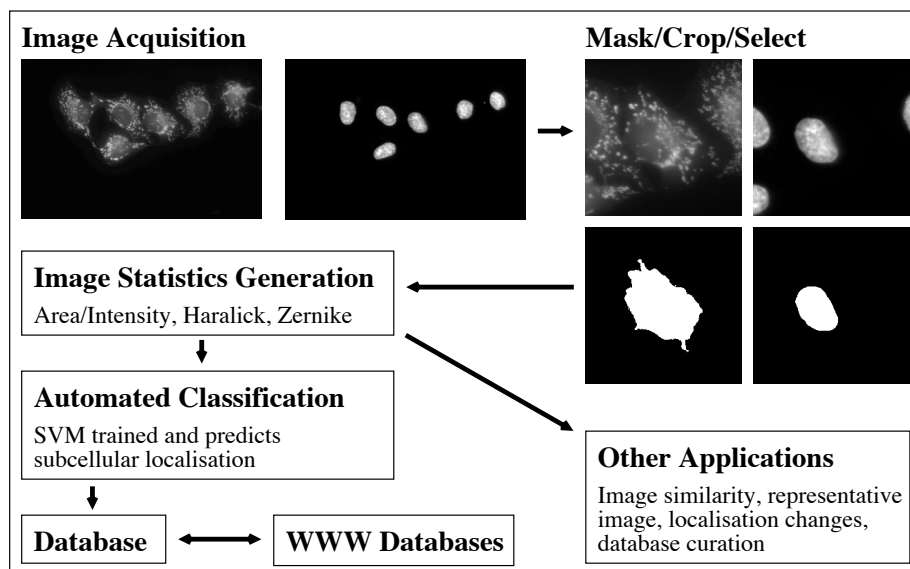 Image Acquisition
Mask/Crop/Select
Image Statistics Generation
Area/Intensity, Haralick, Zernike
Automated Classification
SVM trained and predicts
subcellular localisation
Other Applications
Image similarity, representative
image, localisation changes,
database curation
Database
WWW Databases